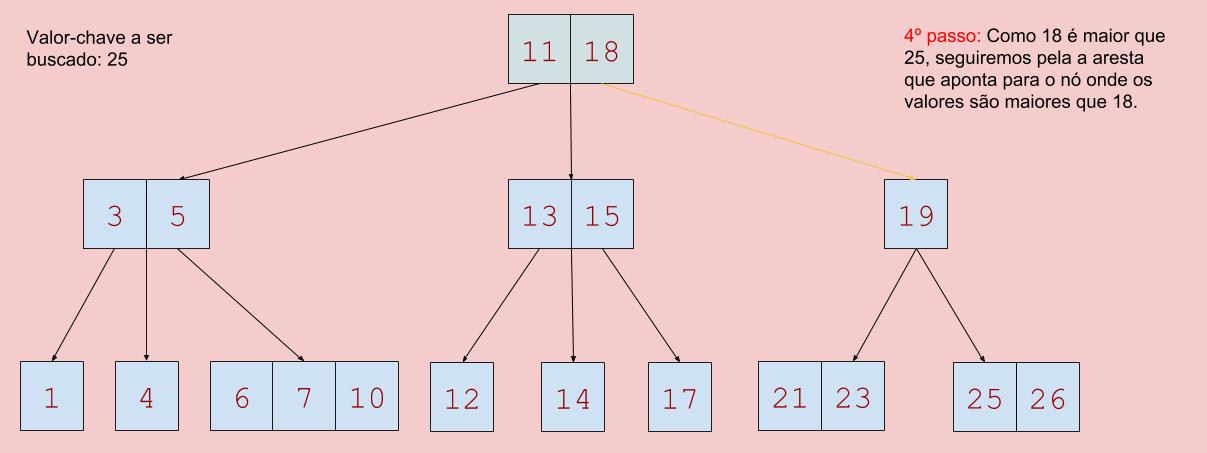 Valor-chave a ser
buscado: 25
4º passo: Como 18 é maior que
25, seguiremos pela a aresta
que aponta para o nó onde os
valores são maiores que 18.
11 18
3 5
13 15
19
1
4
6 7 10
12
14
17
21 23
25 26